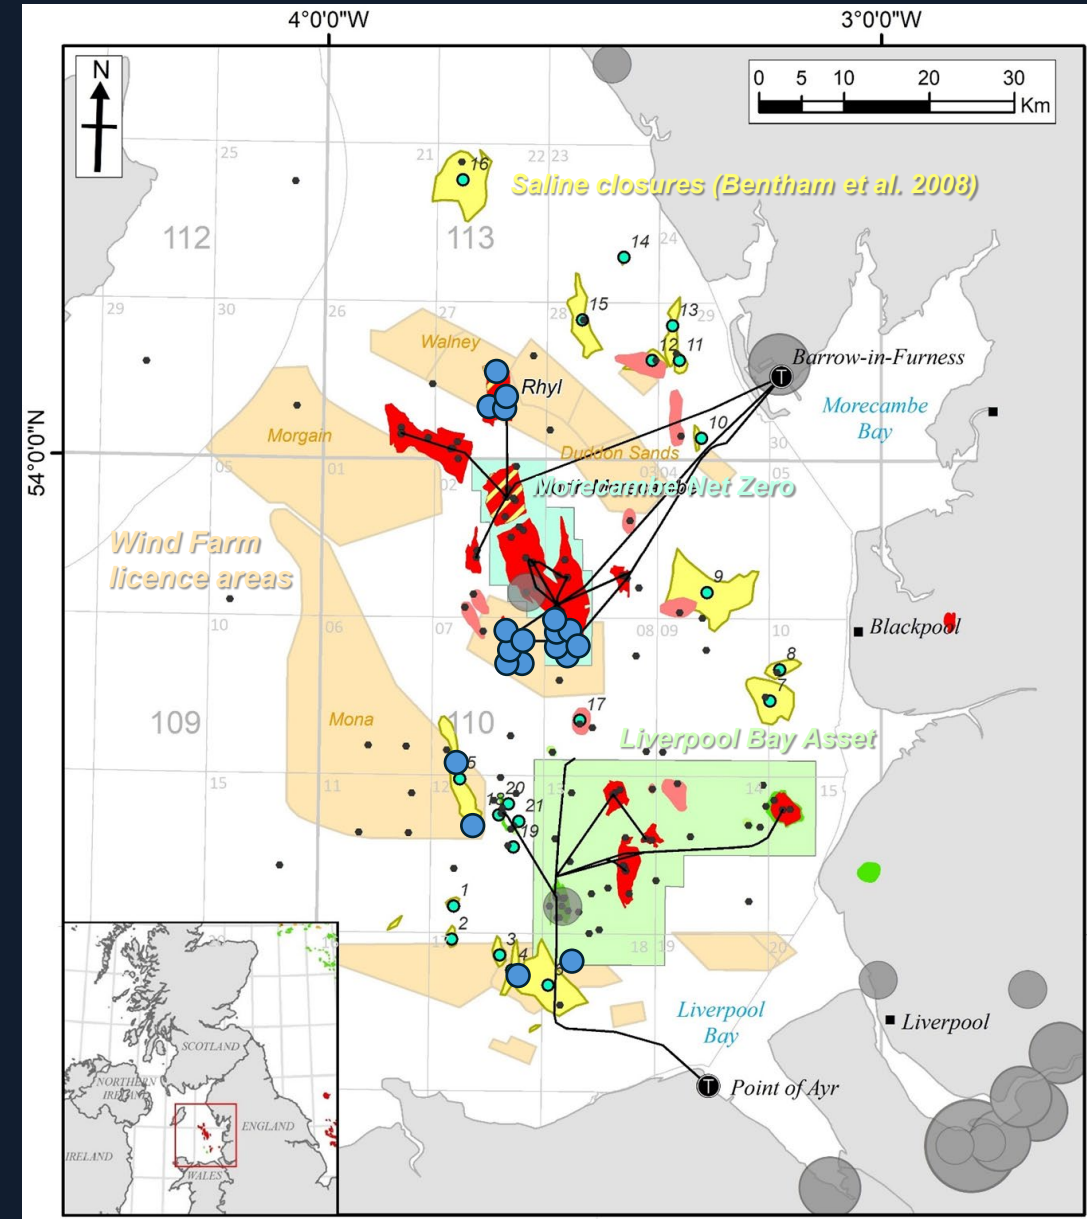 4°0'0"W
3°0'0"W
N
0 5 10 20 30
Km
25
21
22 23
16
Saline closures (Bentham et al. 2008)
112
113
24
14
29
30
26
27
28
15
13
29
Walney
12
11
Barrow-in-Furness
Rhyl
Morecambe
Bay
Morgain
10
30
Duddon Sands
54°0'0"N
05
01
02
03 04
05
Morecambe Net Zero
Wind Farm
licence areas
9
10
06
07
08 09
10
Blackpool
8
7
17
109
110
Mona
Liverpool Bay Asset
15
11
12
13
14
15
20
18
21
19
1
2
3
4
18 19
20
Liverpool
Bay
Liverpool
T
Point of Ayr
T
SCOTLAND
NORTHERN
IRELAND
ENGLAND
IRELAND
WALES